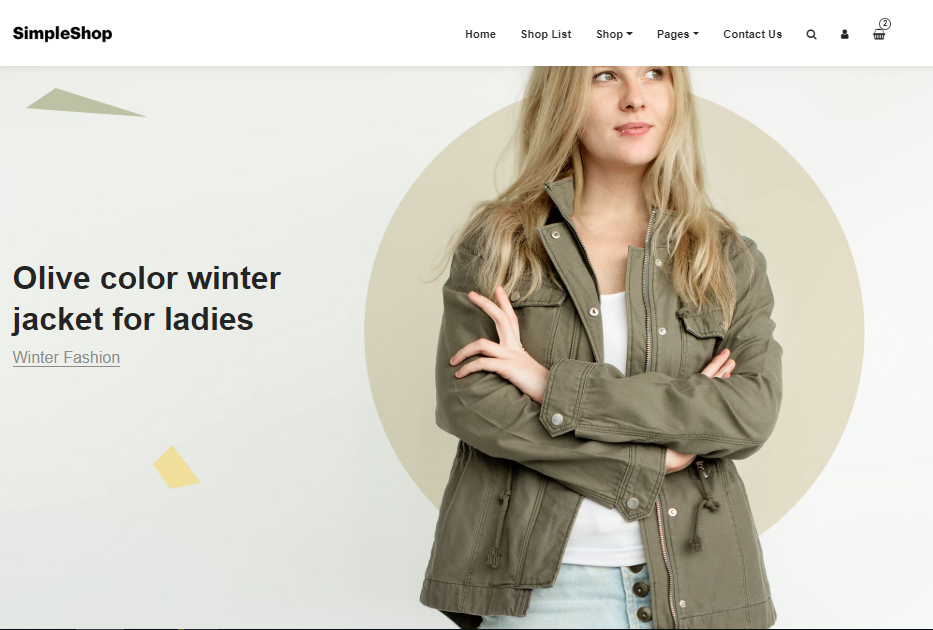 SimpleShop
Home Shop List Shop Pages Contact Us 2
Olive color winter
jacket for ladies
Winter Fashion